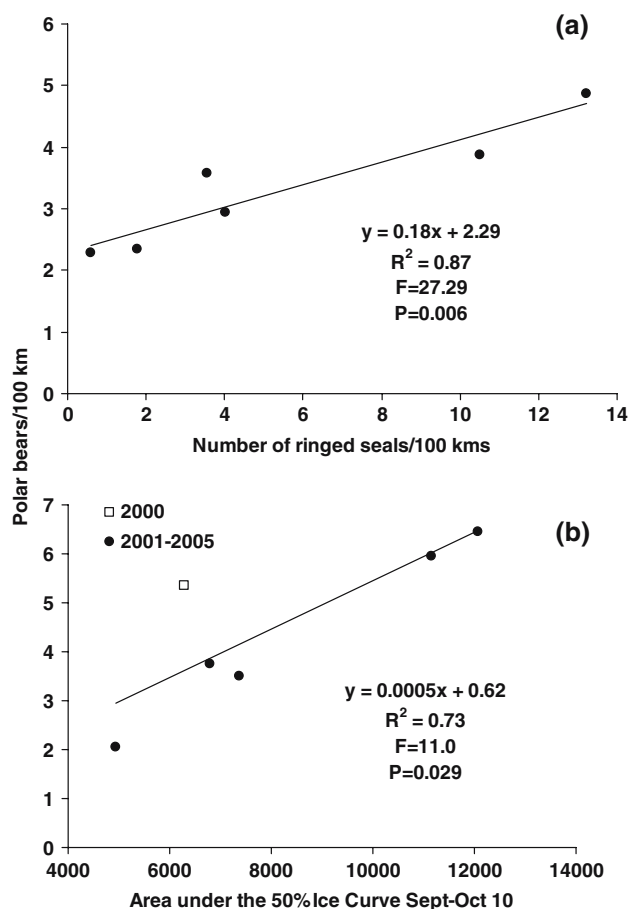 (a)
6
5
4
3
2
1
0
y = 0.18x + 2.29
R² = 0.87
F=27.29
P=0.006
0 2 4 6 8 10 12 14
Number of ringed seals/100 kms
Polar bears/100 km
(b)
□ 2000
● 2001-2005
7
6
5
4
3
2
1
0
y = 0.0005x + 0.62
R² = 0.73
F=11.0
P=0.029
4000 6000 8000 10000 12000 14000
Area under the 50%Ice Curve Sept-Oct 10